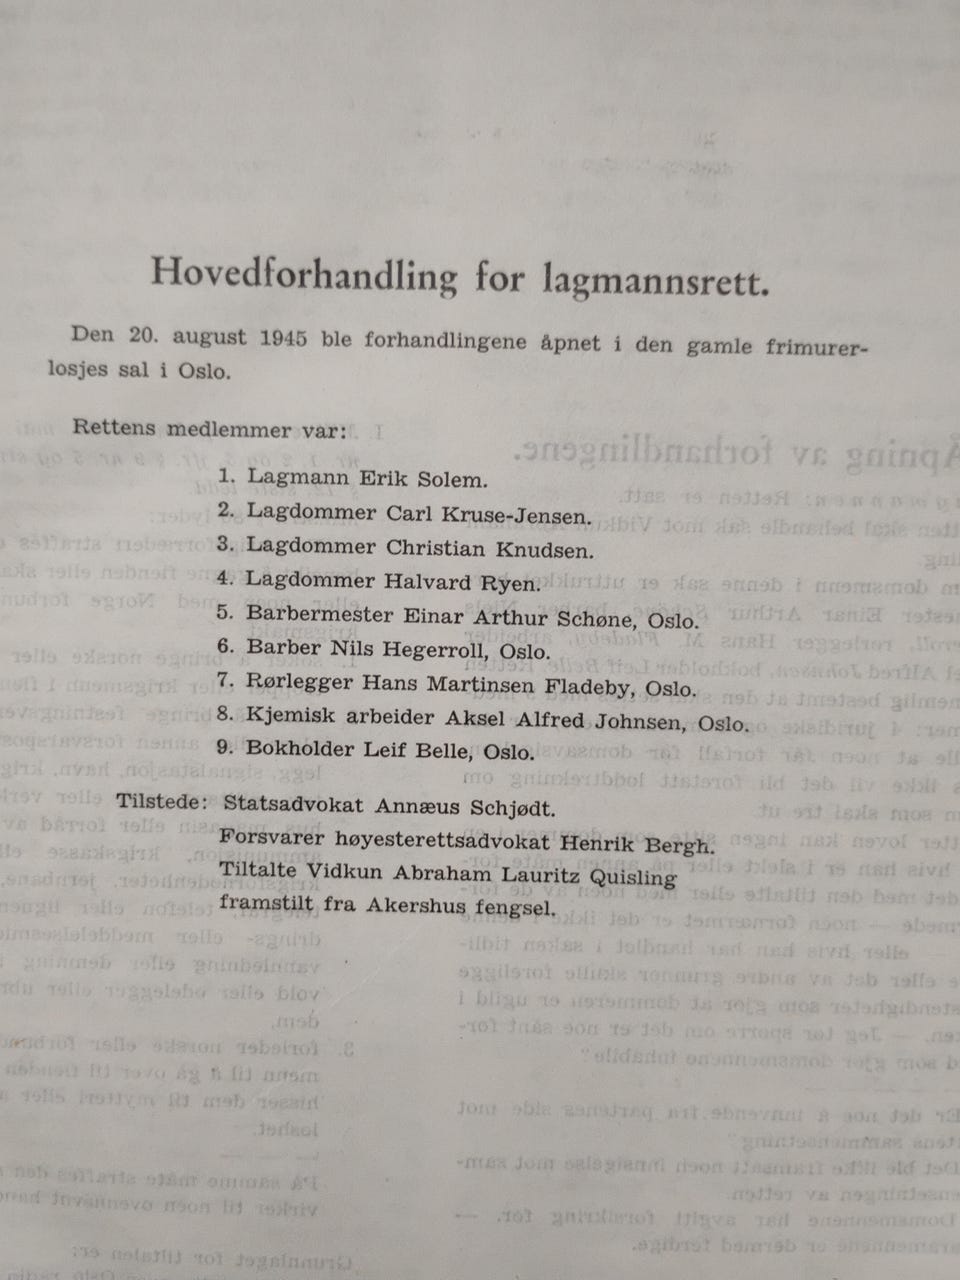 Hovedforhandling for lagmannsrett.
Den 20. august 1945 ble forhandlingene åpnet i den gamle frimurer-
losjes sal i Oslo.
Rettens medlemmer var:
1. Lagmann Erik Solem.
2. Lagdommer Carl Kruse-Jensen.
3. Lagdommer Christian Knudsen.
4. Lagdommer Halvard Ryen.
5. Barbermester Einar Arthur Schøne, Oslo.
6. Barber Nils Hegerroll, Oslo.
7. Rørlegger Hans Martinsen Fladeby, Oslo.
8. Kjemisk arbeider Aksel Alfred Johnsen, Oslo.
9. Bokholder Leif Belle, Oslo.
Tilstede: Statsadvokat Annæus Schjødt.
Forsvarer høyesterettsadvokat Henrik Bergh.
Tiltalte Vidkun Abraham Lauritz Quisling
framstilt fra Akershus fengsel.